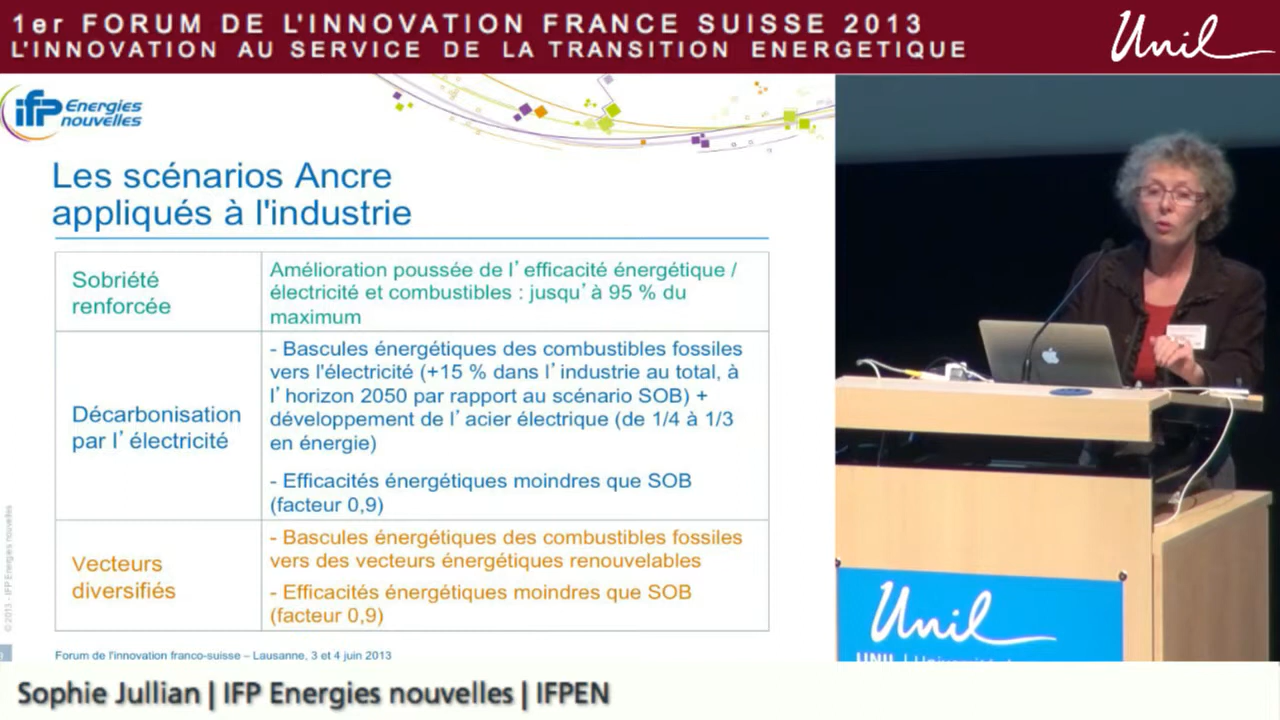 1er FORUM DE L'INNOVATION FRANCE SUISSE 2013
L'INNOVATION AU SERVICE DE LA TRANSITION ENERGETIQUE
Unil
ifp Energies
nouvelles
Les scénarios Ancre
appliqués à l'industrie
Sobriété
renforcée
Amélioration poussée de l’efficacité énergétique /
électricité et combustibles : jusqu’à 95 % du
maximum
Décarbonisation
par l’électricité
- Bascules énergétiques des combustibles fossiles
vers l'électricité (+15 % dans l’industrie au total, à
l’horizon 2050 par rapport au scénario SOB) +
développement de l’acier électrique (de 1/4 à 1/3
en énergie)
- Efficacités énergétiques moindres que SOB
(facteur 0,9)
Vecteurs
diversifiés
- Bascules énergétiques des combustibles fossiles
vers des vecteurs énergétiques renouvelables
- Efficacités énergétiques moindres que SOB
(facteur 0,9)
© 2013 - IFP Energies nouvelles
Forum de l'innovation franco-suisse – Lausanne, 3 et 4 juin 2013
Unil
UNIL |
Sophie Jullian | IFP Energies nouvelles | IFPEN